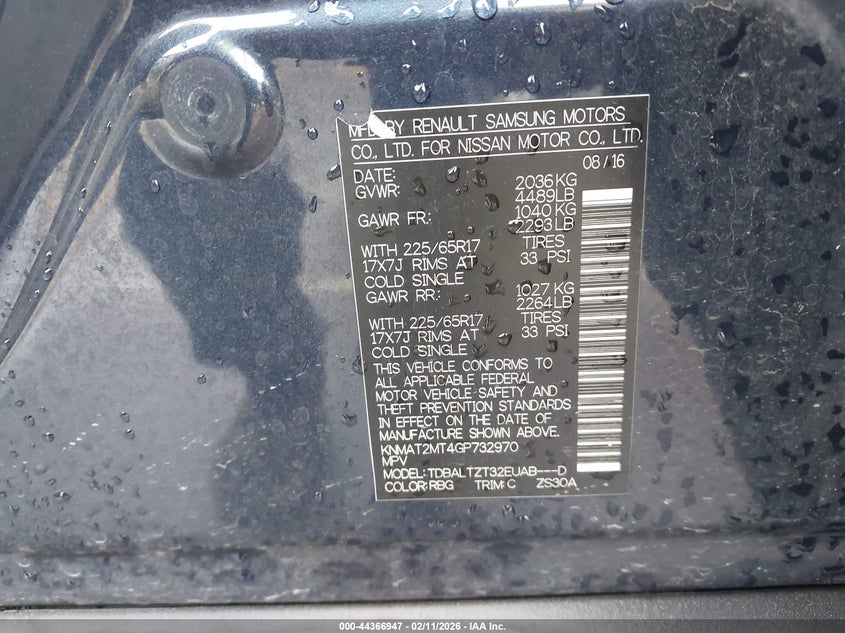 MFD BY RENAULT SAMSUNG MOTORS
CO., LTD. FOR NISSAN MOTOR CO., LTD.
DATE: 08/16
GVWR: 2036 KG
4489LB
GAWR FR: 1040 KG
2293 LB
WITH 225/65R17 TIRES
17X7J RIMS AT 33 PSI
COLD SINGLE
GAWR RR: 1027 KG
2264LB
WITH 225/65R17 TIRES
17X7J RIMS AT 33 PSI
COLD SINGLE
THIS VEHICLE CONFORMS TO
ALL APPLICABLE FEDERAL
MOTOR VEHICLE SAFETY AND
THEFT PREVENTION STANDARDS
IN EFFECT ON THE DATE OF
MANUFACTURE SHOWN ABOVE.
KNMAT2MT4GP732970
MPV
MODEL: TDBALTZT32EUAB---D
COLOR: RBG TRIM: C ZS30A
000-44366947 - 02/11/2026 - IAA Inc.